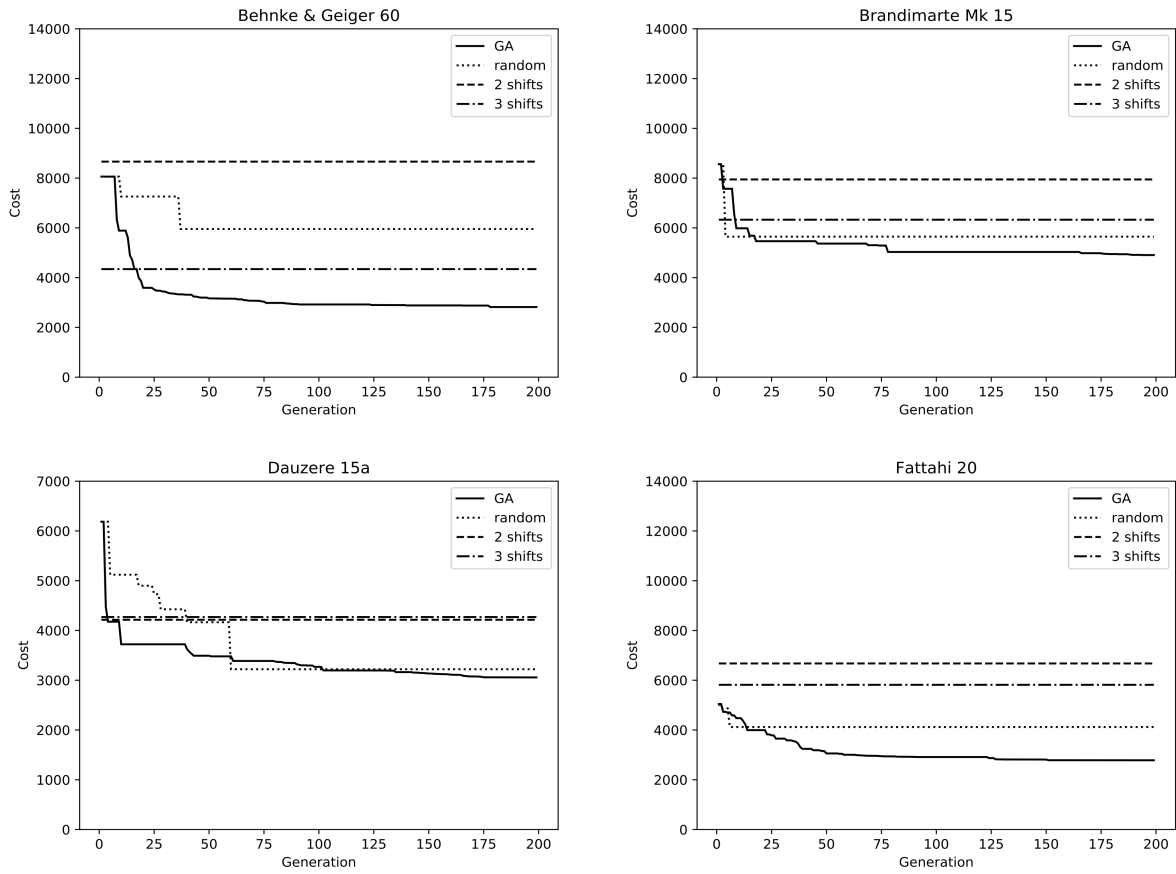 Behnke & Geiger 60
14000
12000
10000
8000
6000
4000
2000
0
Cost
0 25 50 75 100 125 150 175 200
Generation
GA
random
2 shifts
3 shifts
Brandimarte Mk 15
14000
12000
10000
8000
6000
4000
2000
0
Cost
0 25 50 75 100 125 150 175 200
Generation
GA
random
2 shifts
3 shifts
Dauzere 15a
7000
6000
5000
4000
3000
2000
1000
0
Cost
0 25 50 75 100 125 150 175 200
Generation
GA
random
2 shifts
3 shifts
Fattahi 20
14000
12000
10000
8000
6000
4000
2000
0
Cost
0 25 50 75 100 125 150 175 200
Generation
GA
random
2 shifts
3 shifts